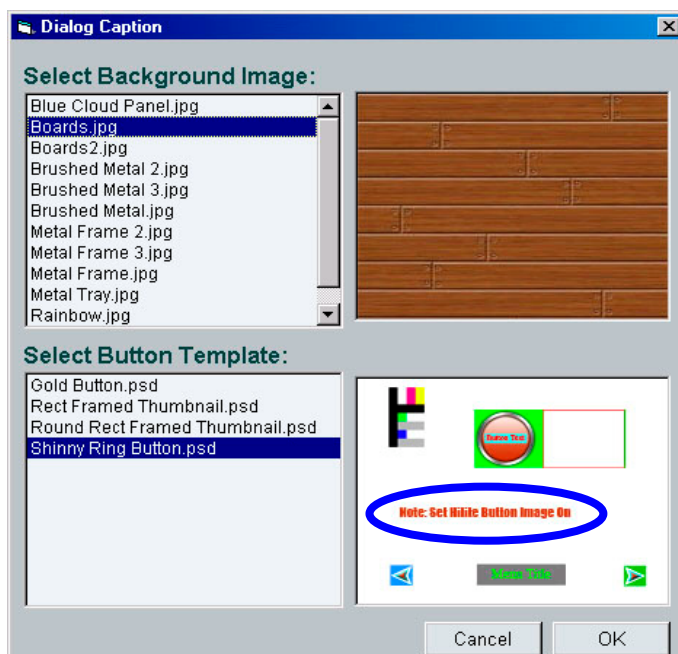 Dialog Caption
Select Background Image:
Blue Cloud Panel.jpg
Boards.jpg
Boards2.jpg
Brushed Metal 2.jpg
Brushed Metal 3.jpg
Brushed Metal.jpg
Metal Frame 2.jpg
Metal Frame 3.jpg
Metal Frame.jpg
Metal Tray.jpg
Rainbow.jpg
Select Button Template:
Gold Button.psd
Rect Framed Thumbnail.psd
Round Rect Framed Thumbnail.psd
Shinny Ring Button.psd
Note: Set Hilite Button Image On
Menu Title
Cancel
OK